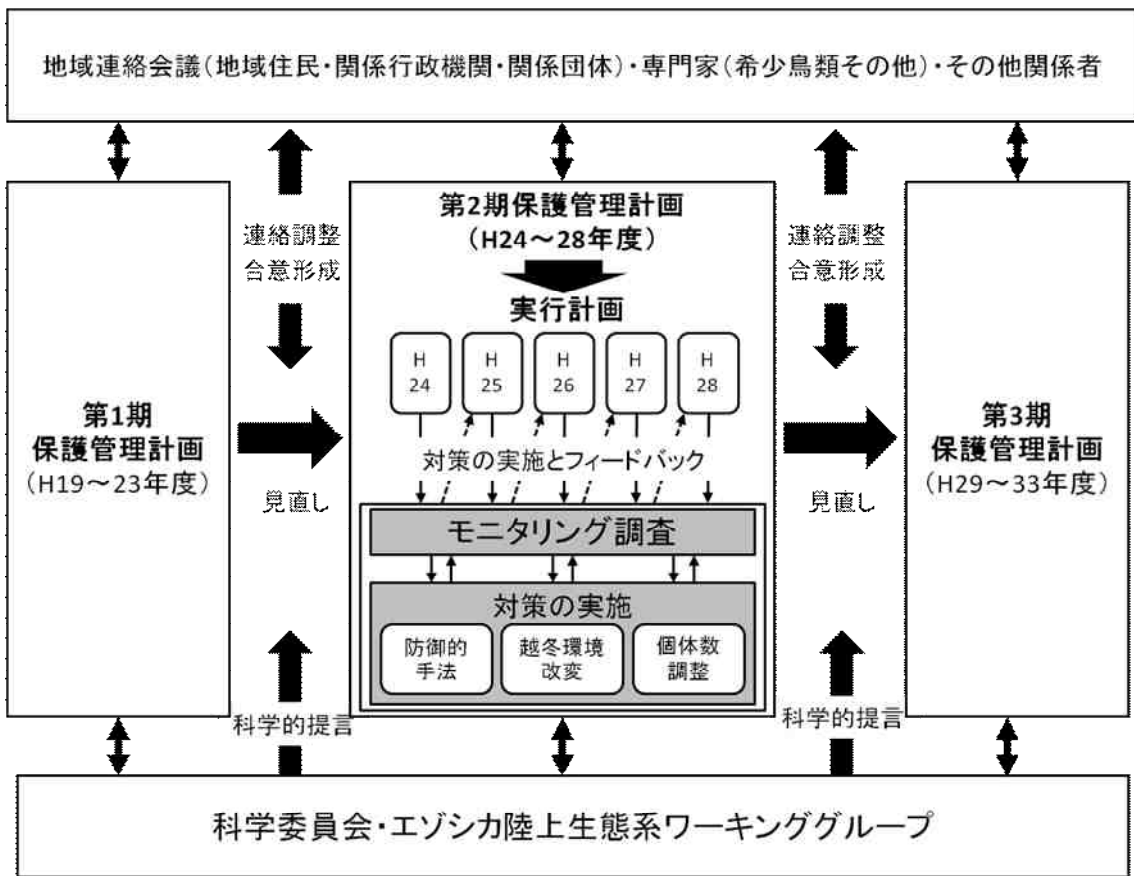 地域連絡会議(地域住民・関係行政機関・関係団体)・専門家(希少鳥類その他)・その他関係者
第1期
保護管理計画
(H19～23年度)
連絡調整
合意形成
見直し
科学的提言
第2期保護管理計画
(H24～28年度)
実行計画
H
24
H
25
H
26
H
27
H
28
対策の実施とフィードバック
モニタリング調査
対策の実施
防御的
手法
越冬環境
改変
個体数
調整
連絡調整
合意形成
見直し
科学的提言
第3期
保護管理計画
(H29～33年度)
科学委員会・エゾシカ陸上生態系ワーキンググループ